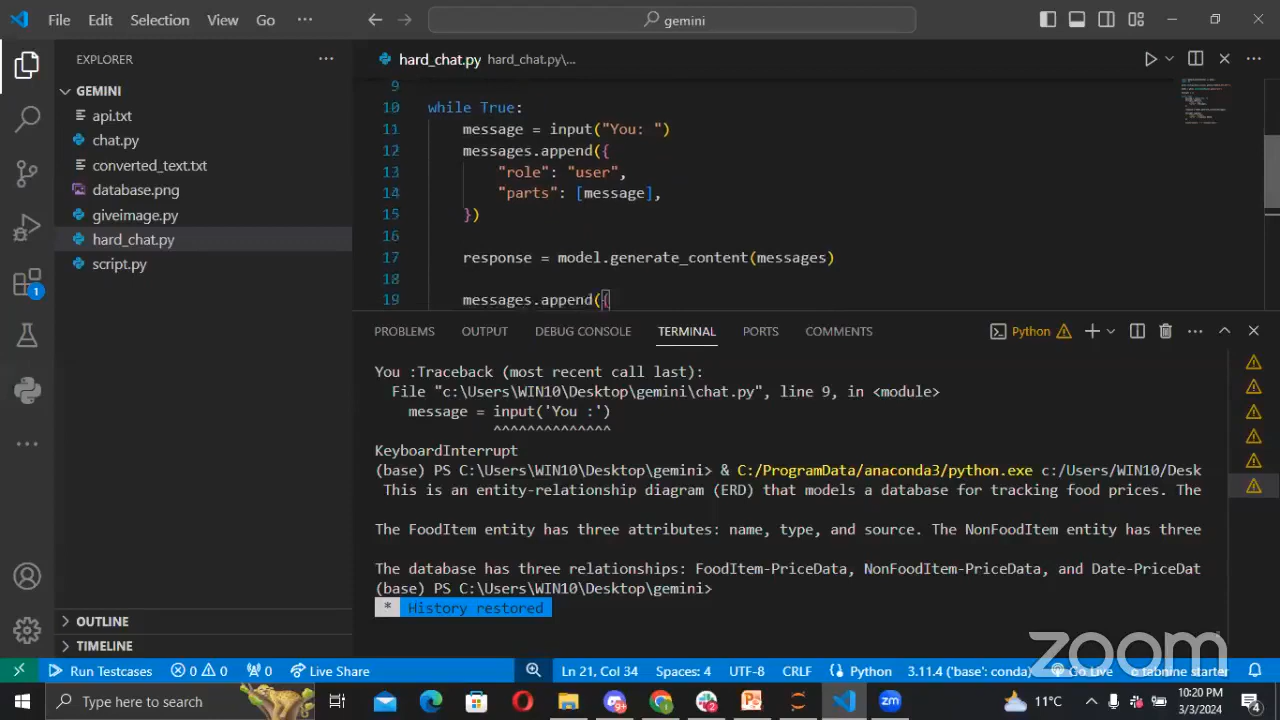 File Edit Selection View Go ··· gemini
EXPLORER ···
GEMINI
api.txt
chat.py
converted_text.txt
database.png
giveimage.py
hard_chat.py
script.py
OUTLINE
TIMELINE
1
hard_chat.py hard_chat.py\...
9
10 while True:
11 message = input("You: ")
12 messages.append({
13 "role": "user",
14 "parts": [message],
15 })
16
17 response = model.generate_content(messages)
18
19 messages.append({
PROBLEMS OUTPUT DEBUG CONSOLE TERMINAL PORTS COMMENTS Python
You :Traceback (most recent call last):
File "c:\Users\WIN10\Desktop\gemini\chat.py", line 9, in <module>
message = input('You :')
^^^^^^^^^^^^^^
KeyboardInterrupt
(base) PS C:\Users\WIN10\Desktop\gemini> & C:/ProgramData/anaconda3/python.exe c:/Users/WIN10/Desk
This is an entity-relationship diagram (ERD) that models a database for tracking food prices. The
The FoodItem entity has three attributes: name, type, and source. The NonFoodItem entity has three
The database has three relationships: FoodItem-PriceData, NonFoodItem-PriceData, and Date-PriceDat
(base) PS C:\Users\WIN10\Desktop\gemini>
* History restored
zoom
Run Testcases 0 0 0 Live Share Ln 21, Col 34 Spaces: 4 UTF-8 CRLF Python 3.11.4 ('base': conda) Go Live tabnine starter
Type here to search 9+ 11°C 10:20 PM
3/3/2024 4